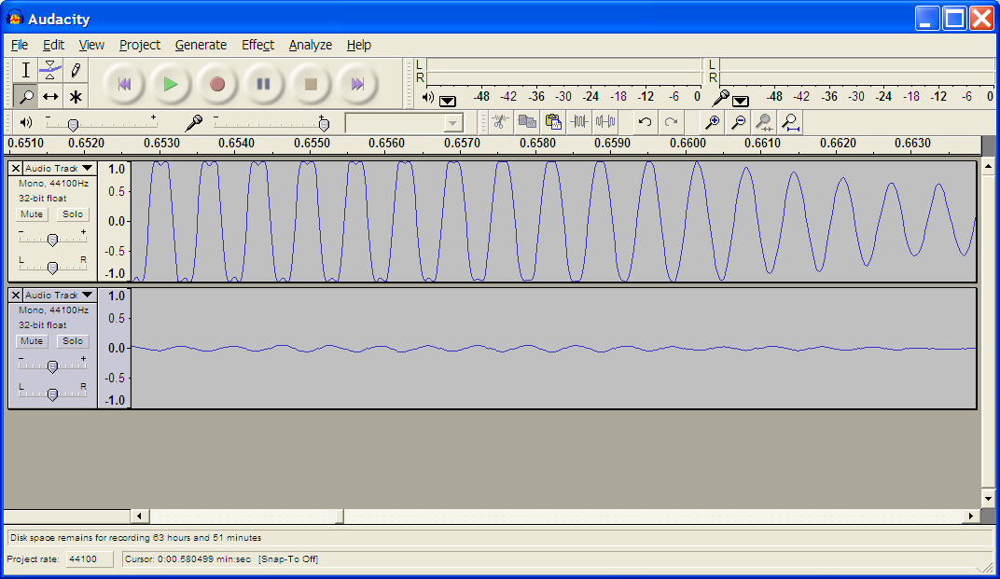 Audacity
File Edit View Project Generate Effect Analyze Help
L
R
-48 -42 -36 -30 -24 -18 -12 -6 0
L
R
-48 -42 -36 -30 -24 -18 -12 -6 0
- +
- +
0.6510 0.6520 0.6530 0.6540 0.6550 0.6560 0.6570 0.6580 0.6590 0.6600 0.6610 0.6620 0.6630
Audio Track
Mono, 44100Hz
32-bit float
Mute Solo
- +
L R
1.0
0.5
0.0
-0.5
-1.0
Audio Track
Mono, 44100Hz
32-bit float
Mute Solo
- +
L R
1.0
0.5
0.0
-0.5
-1.0
Disk space remains for recording 63 hours and 51 minutes
Project rate: 44100 Cursor: 0:00.580499 min:sec [Snap-To Off]